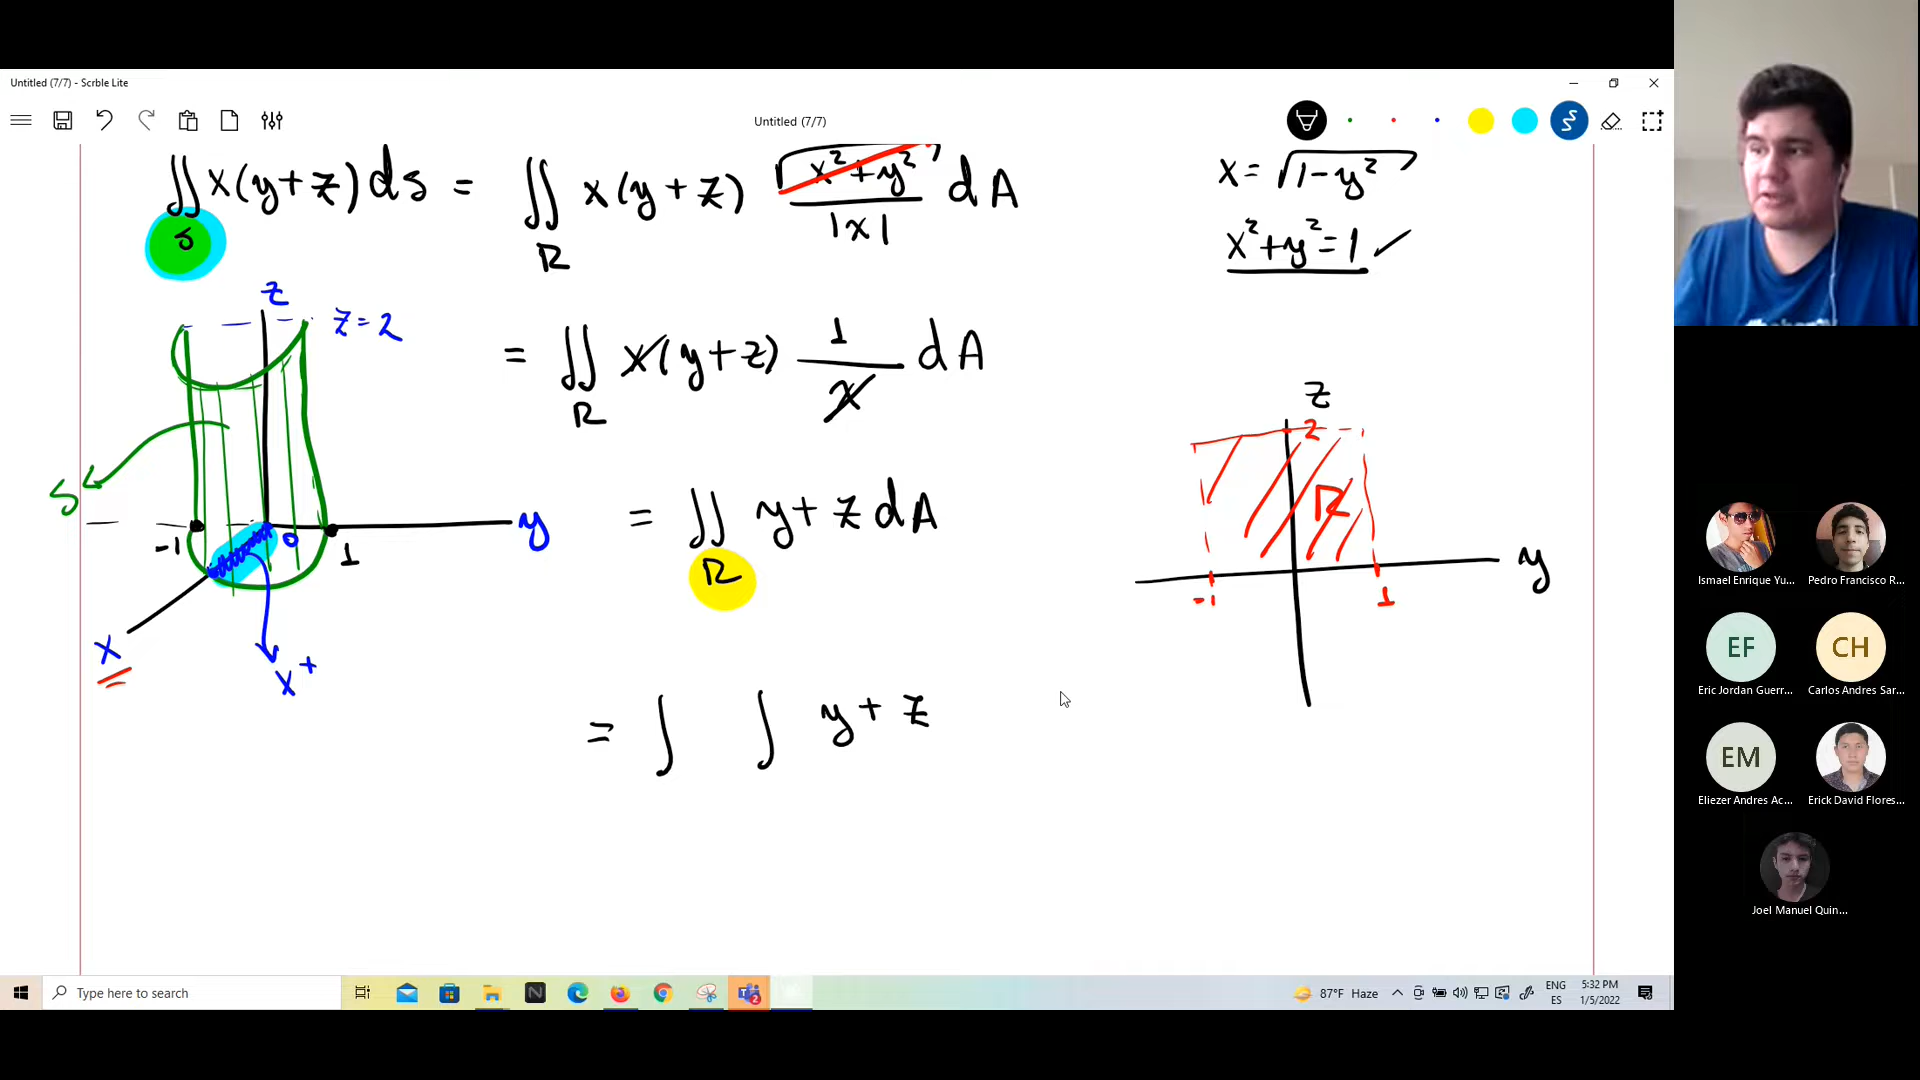 Untitled (7/7) - Scrble Lite
Untitled (7/7)
∬ x(y+z) ds = ∬ x(y+z) √(x²+y²) / |x| dA
S
R
x = √(1-y²)
x²+y²=1 ✓
z
z=2
= ∬ x(y+z) 1/x dA
R
z
2
R
S
= ∬ y+z dA
R
-1
0
1
y
-1
1
y
x
x+
= ∫ ∫ y+z
Ismael Enrique Yu...
Pedro Francisco R...
EF
CH
Eric Jordan Guerr...
Carlos Andres Sar...
EM
Eliezer Andres Ac...
Erick David Flores...
Joel Manuel Quin...
Type here to search
N
2
87°F Haze
ENG
ES
5:32 PM
1/5/2022